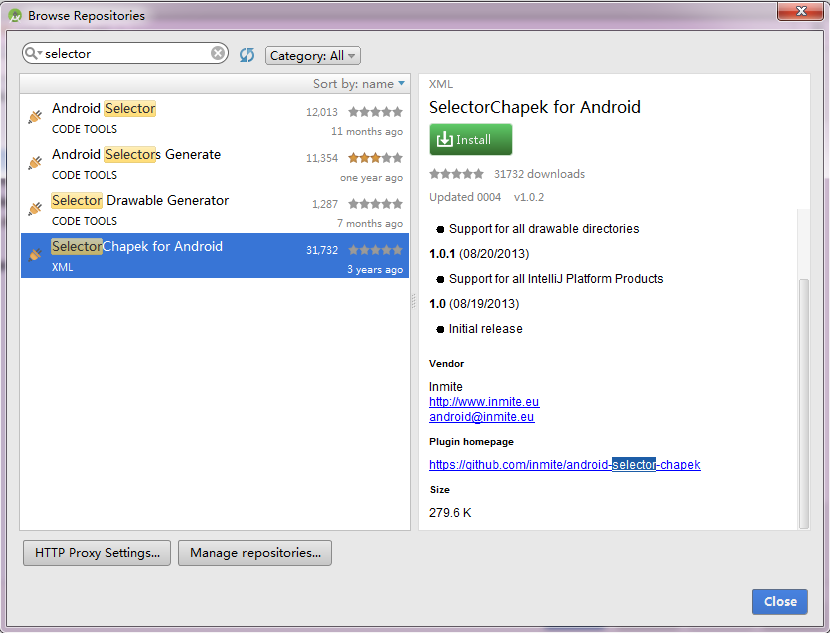 Browse Repositories
selector
Category: All
Sort by: name
Android Selector
12,013
CODE TOOLS
11 months ago
Android Selectors Generate
11,354
CODE TOOLS
one year ago
Selector Drawable Generator
1,287
CODE TOOLS
7 months ago
SelectorChapek for Android
31,732
XML
3 years ago
XML
SelectorChapek for Android
Install
31732 downloads
Updated 0004 v1.0.2
● Support for all drawable directories
1.0.1 (08/20/2013)
● Support for all IntelliJ Platform Products
1.0 (08/19/2013)
● Initial release
Vendor
Inmite
http://www.inmite.eu
android@inmite.eu
Plugin homepage
https://github.com/inmite/android-selector-chapek
Size
279.6 K
HTTP Proxy Settings...
Manage repositories...
Close